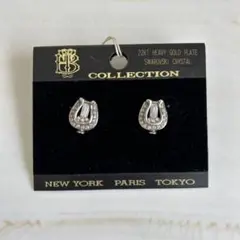 22KT HEAVY GOLD PLATE
SWAROVSKI CRYSTAL
COLLECTION
NEW YORK PARIS TOKYO